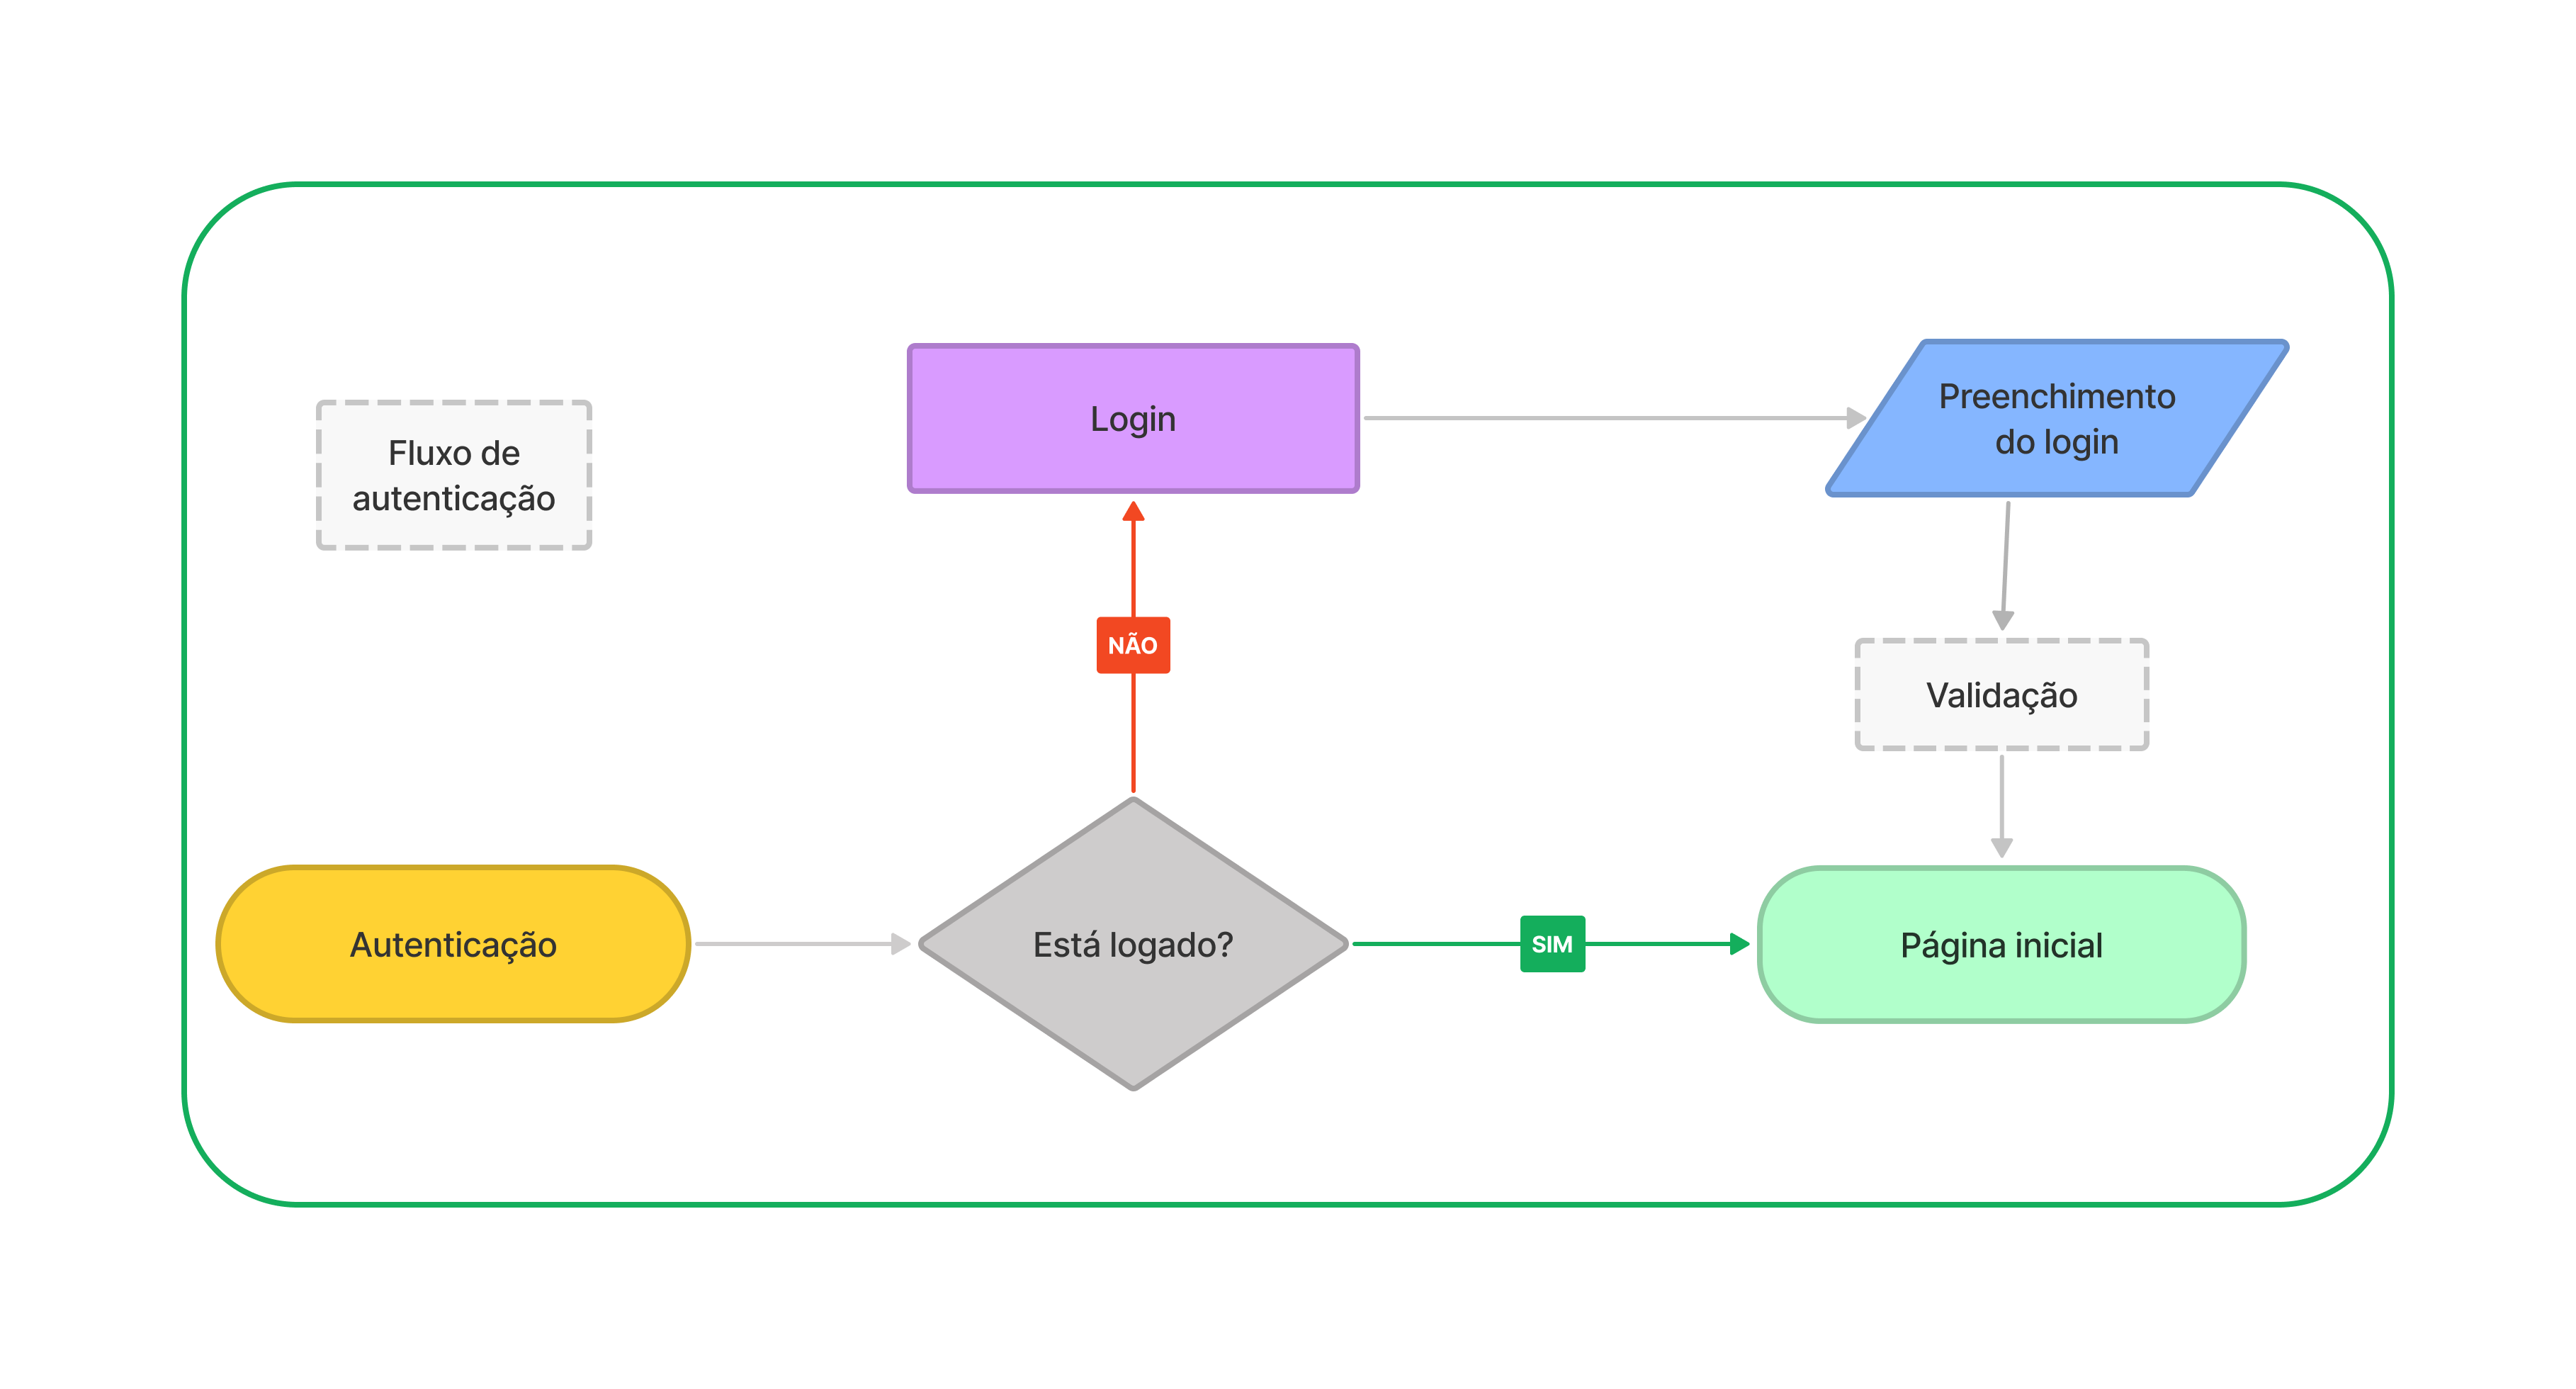 Login
Preenchimento
do login
Fluxo de
autenticação
NÃO
Validação
Autenticação
Está logado?
SIM
Página inicial